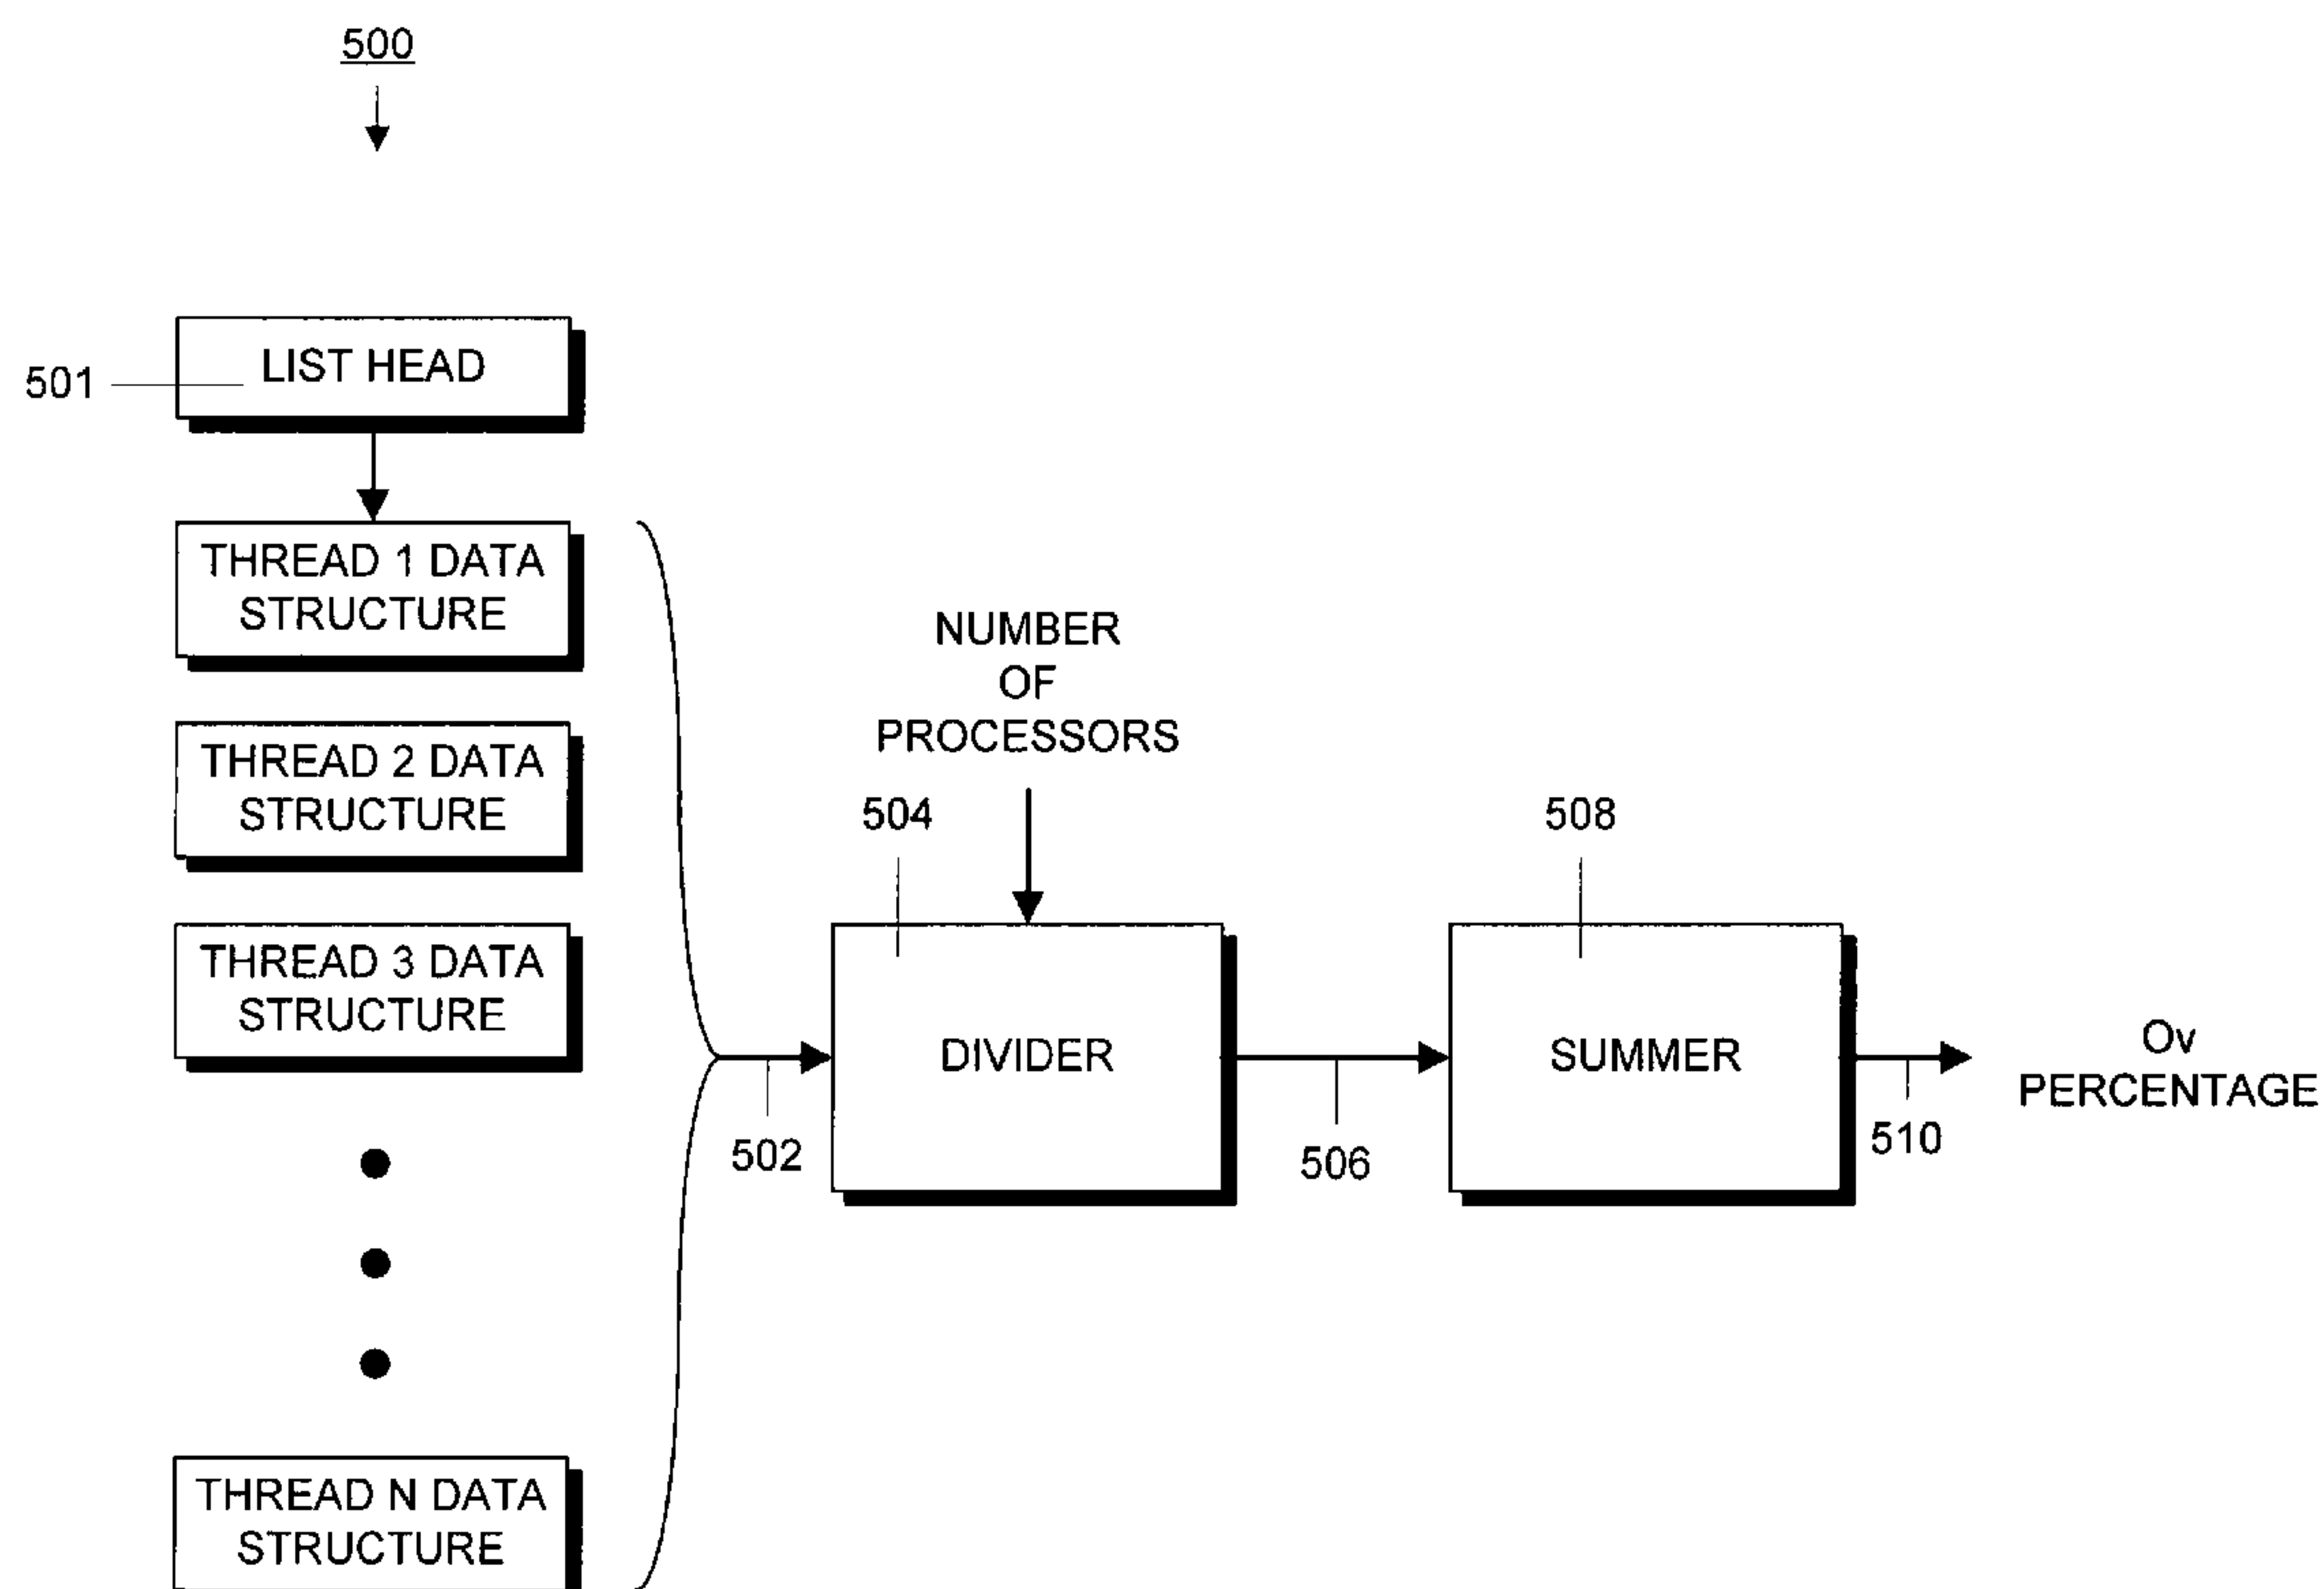 500
LIST HEAD
501
THREAD 1 DATA
STRUCTURE
THREAD 2 DATA
STRUCTURE
THREAD 3 DATA
STRUCTURE
THREAD N DATA
STRUCTURE
502
NUMBER
OF
PROCESSORS
504
DIVIDER
506
508
SUMMER
510
Ov
PERCENTAGE